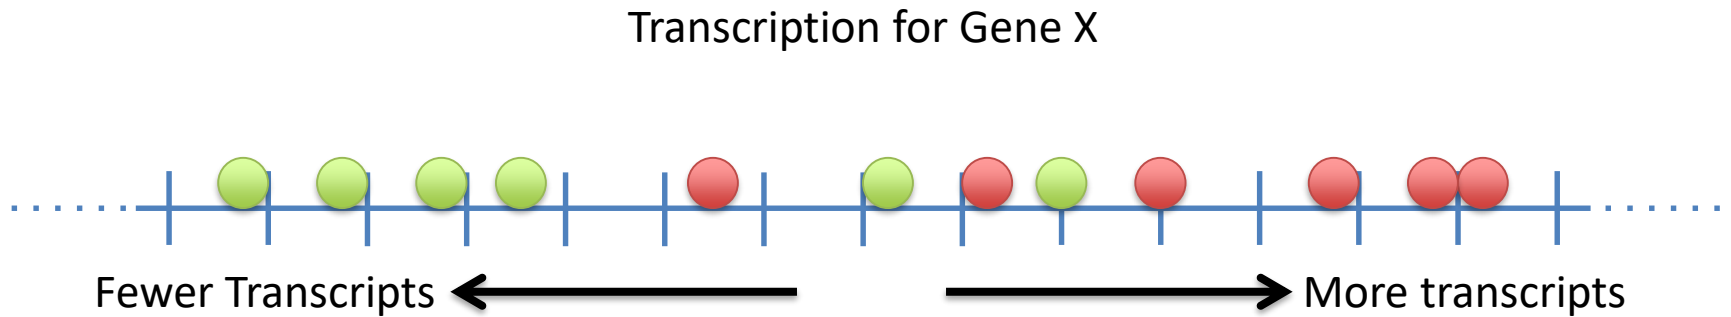 Transcription for Gene X
Fewer Transcripts
More transcripts